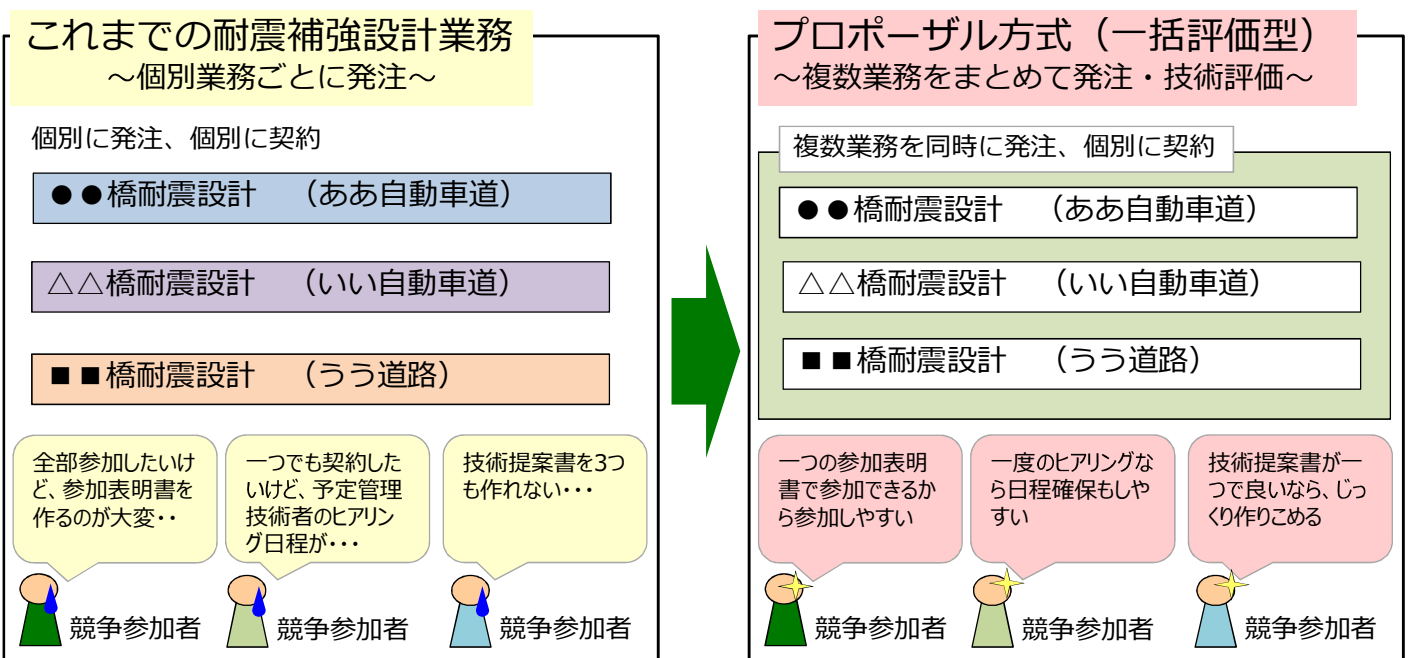 これまでの耐震補強設計業務
～個別業務ごとに発注～
個別に発注、個別に契約
●●橋耐震設計　（ああ自動車道）
△△橋耐震設計　（いい自動車道）
■■橋耐震設計　（うう道路）
全部参加したいけ
ど、参加表明書を
作るのが大変・・
一つでも契約した
いけど、予定管理
技術者のヒアリン
グ日程が・・・
技術提案書を3つ
も作れない・・・
競争参加者
競争参加者
競争参加者
プロポーザル方式（一括評価型）
～複数業務をまとめて発注・技術評価～
複数業務を同時に発注、個別に契約
●●橋耐震設計　（ああ自動車道）
△△橋耐震設計　（いい自動車道）
■■橋耐震設計　（うう道路）
一つの参加表明
書で参加できるか
ら参加しやすい
一度のヒアリングな
ら日程確保もしや
すい
技術提案書が一
つで良いなら、じっ
くり作りこめる
競争参加者
競争参加者
競争参加者